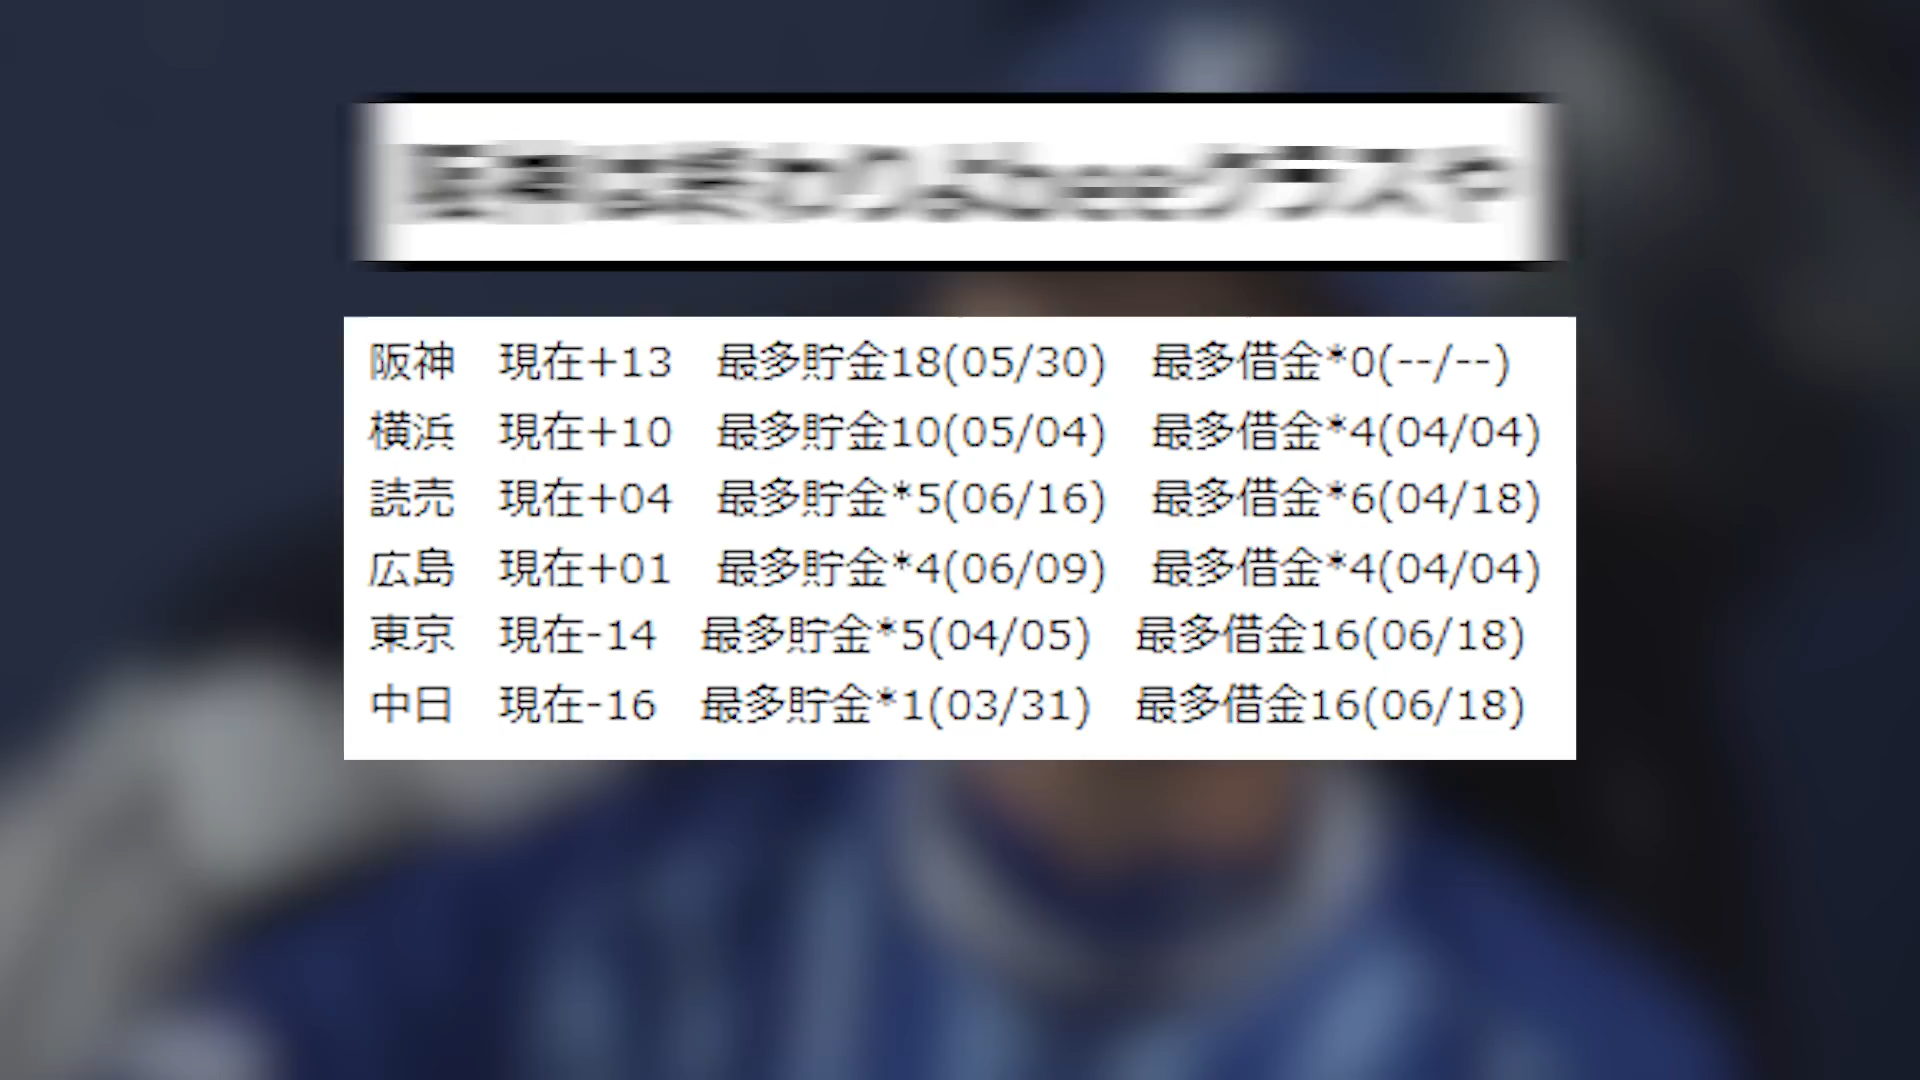 阪神　現在+13　最多貯金18(05/30)　最多借金*0(--/--)
横浜　現在+10　最多貯金10(05/04)　最多借金*4(04/04)
読売　現在+04　最多貯金*5(06/16)　最多借金*6(04/18)
広島　現在+01　最多貯金*4(06/09)　最多借金*4(04/04)
東京　現在-14　最多貯金*5(04/05)　最多借金16(06/18)
中日　現在-16　最多貯金*1(03/31)　最多借金16(06/18)